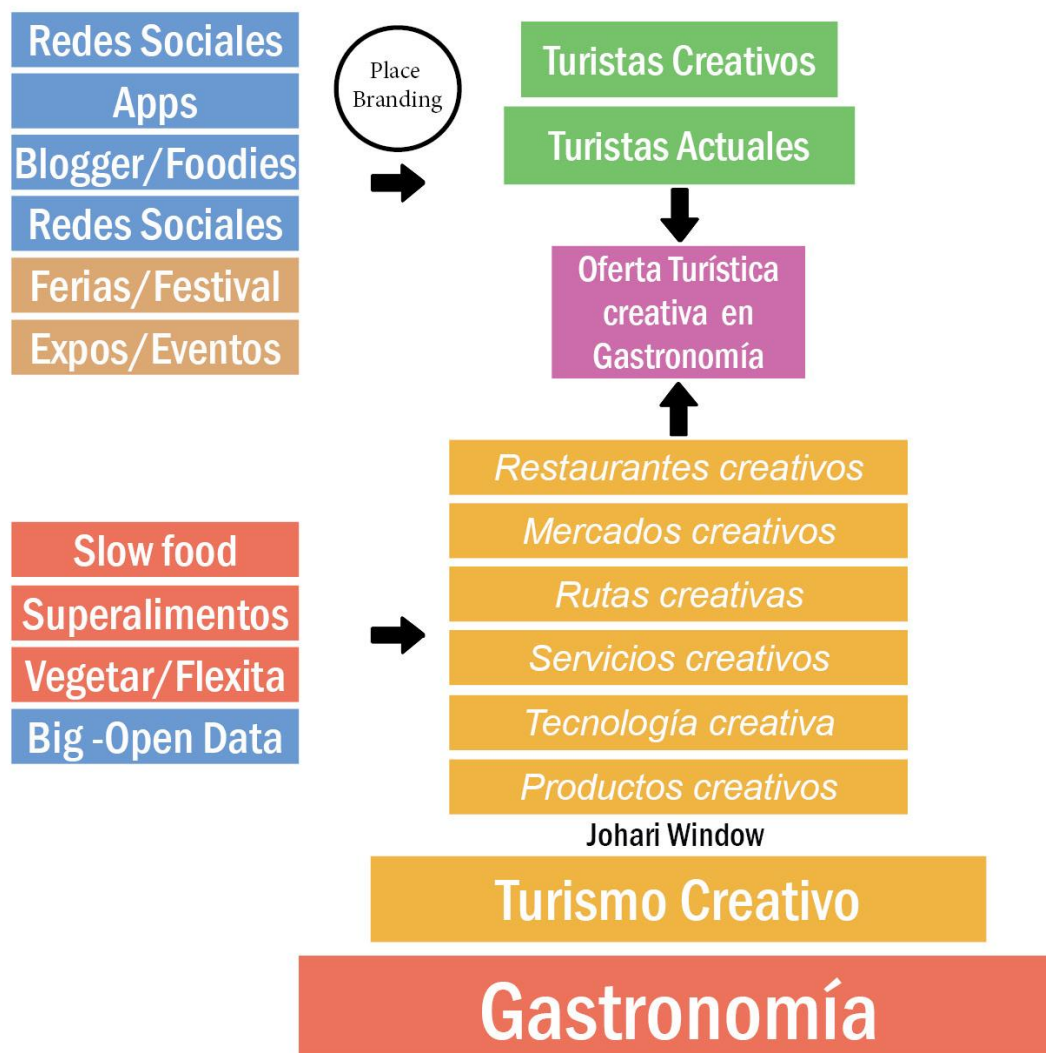 Redes Sociales
Apps
Blogger/Foodies
Redes Sociales
Ferias/Festival
Expos/Eventos
Place
Branding
Turistas Creativos
Turistas Actuales
Oferta Turística
creativa en
Gastronomía
Slow food
Superalimentos
Vegetar/Flexita
Big -Open Data
Restaurantes creativos
Mercados creativos
Rutas creativas
Servicios creativos
Tecnología creativa
Productos creativos
Johari Window
Turismo Creativo
Gastronomía